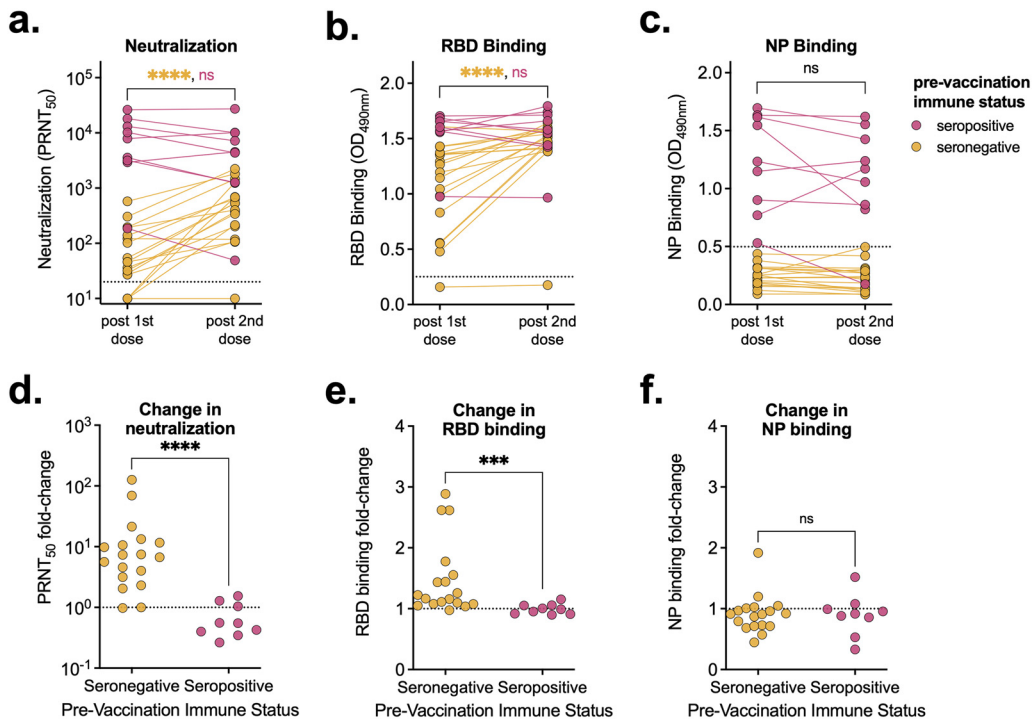 a.
Neutralization
****, ns
Neutralization (PRNT50)
10^5
10^4
10^3
10^2
10^1
post 1st
dose
post 2nd
dose
b.
RBD Binding
****, ns
RBD Binding (OD490nm)
2.0
1.5
1.0
0.5
0.0
post 1st
dose
post 2nd
dose
c.
NP Binding
ns
NP Binding (OD490nm)
2.0
1.5
1.0
0.5
0.0
post 1st
dose
post 2nd
dose
pre-vaccination
immune status
seropositive
seronegative
d.
Change in
neutralization
****
PRNT50 fold-change
10^3
10^2
10^1
10^0
10^-1
Seronegative Seropositive
Pre-Vaccination Immune Status
e.
Change in
RBD binding
***
RBD binding fold-change
4
3
2
1
0
Seronegative Seropositive
Pre-Vaccination Immune Status
f.
Change in
NP binding
ns
NP binding fold-change
4
3
2
1
0
Seronegative Seropositive
Pre-Vaccination Immune Status